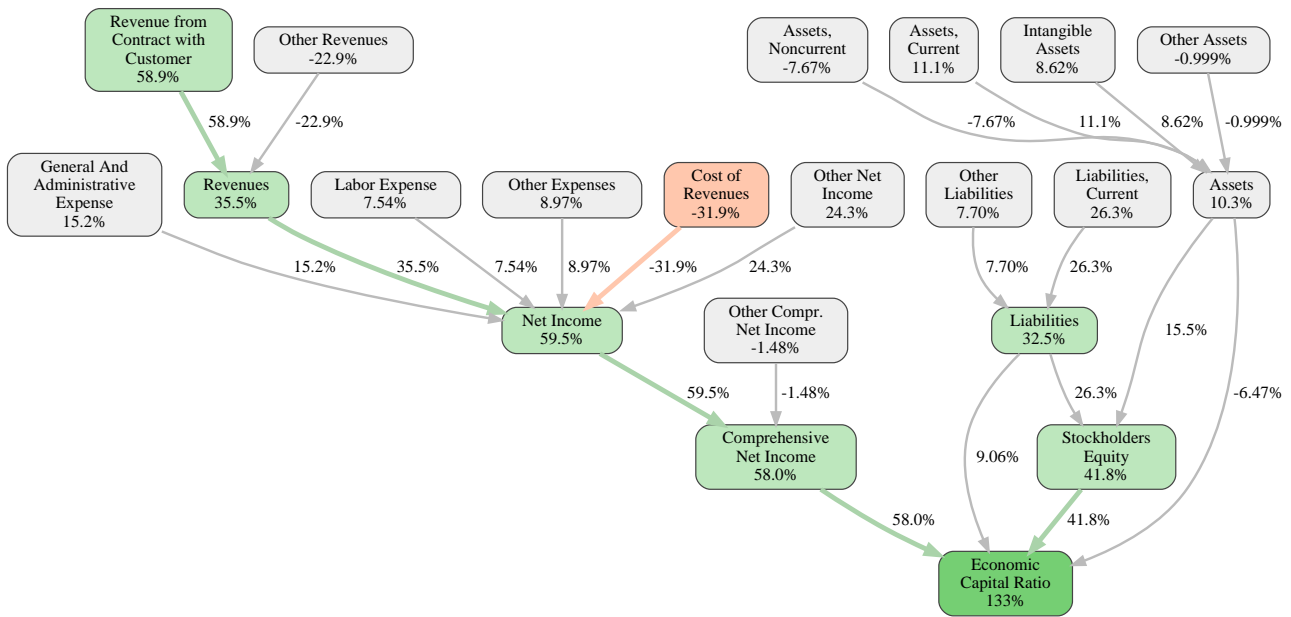 Revenue from
Contract with
Customer
58.9%
Other Revenues
-22.9%
Assets,
Noncurrent
-7.67%
Assets,
Current
11.1%
Intangible
Assets
8.62%
Other Assets
-0.999%
58.9%
-22.9%
-7.67%
11.1%
8.62%
-0.999%
General And
Administrative
Expense
15.2%
Revenues
35.5%
Labor Expense
7.54%
Other Expenses
8.97%
Cost of
Revenues
-31.9%
Other Net
Income
24.3%
Other
Liabilities
7.70%
Liabilities,
Current
26.3%
Assets
10.3%
15.2%
35.5%
7.54%
8.97%
-31.9%
24.3%
7.70%
26.3%
Net Income
59.5%
Other Compr.
Net Income
-1.48%
Liabilities
32.5%
15.5%
59.5%
-1.48%
26.3%
-6.47%
Comprehensive
Net Income
58.0%
9.06%
Stockholders
Equity
41.8%
58.0%
41.8%
Economic
Capital Ratio
133%